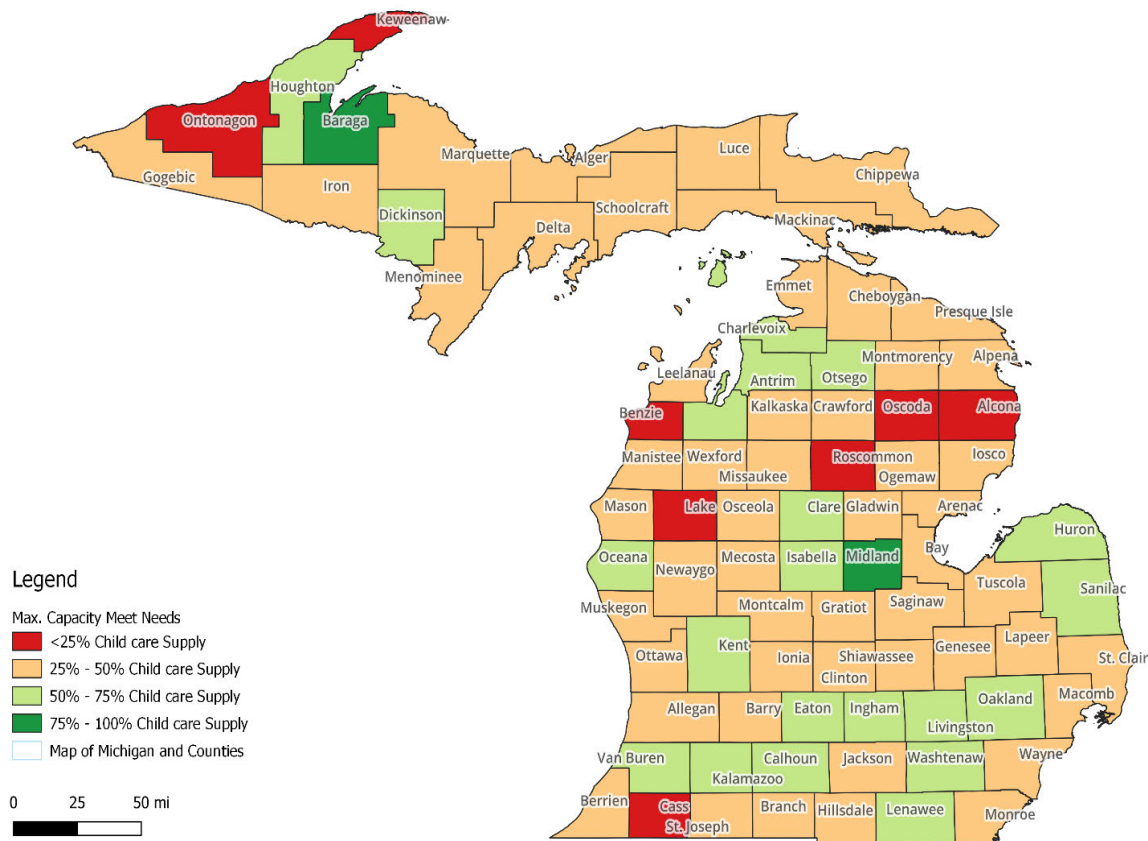 Keweenaw
Houghton
Ontonagon
Baraga
Marquette
Alger
Luce
Chippewa
Gogebic
Iron
Dickinson
Schoolcraft
Mackinac
Delta
Menominee
Emmet
Cheboygan
Presque Isle
Charlevoix
Montmorency
Alpena
Leelanau
Antrim
Otsego
Benzie
Kalkaska
Crawford
Oscoda
Alcona
Manistee
Wexford
Missaukee
Roscommon
Ogemaw
Iosco
Mason
Lake
Osceola
Clare
Gladwin
Arenac
Huron
Oceana
Newaygo
Mecosta
Isabella
Midland
Bay
Tuscola
Sanilac
Muskegon
Montcalm
Gratiot
Saginaw
Ottawa
Kent
Ionia
Shiawassee
Clinton
Genesee
Lapeer
St. Clair
Allegan
Barry
Eaton
Ingham
Livingston
Oakland
Macomb
Van Buren
Kalamazoo
Calhoun
Jackson
Washtenaw
Wayne
Berrien
Cass
St. Joseph
Branch
Hillsdale
Lenawee
Monroe
Legend
Max. Capacity Meet Needs
<25% Child care Supply
25% - 50% Child care Supply
50% - 75% Child care Supply
75% - 100% Child care Supply
Map of Michigan and Counties
0 25 50 mi